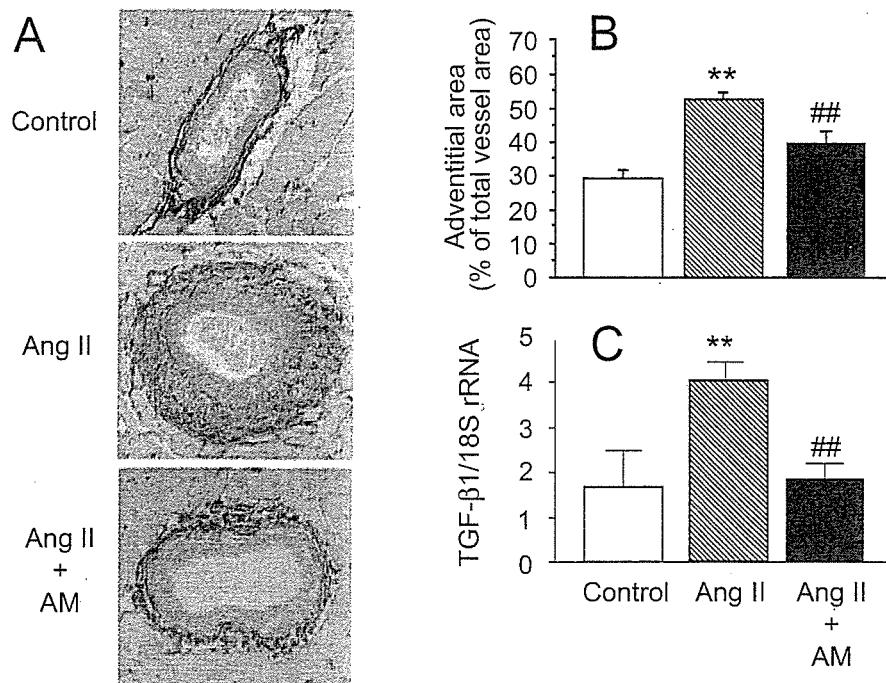 A
Control
Ang II
Ang II
+
AM
B
Adventitial area
(% of total vessel area)
70
60
50
40
30
20
10
0
**
##
C
TGF-β1/18S rRNA
5
4
3
2
1
0
**
##
Control
Ang II
Ang II
+
AM